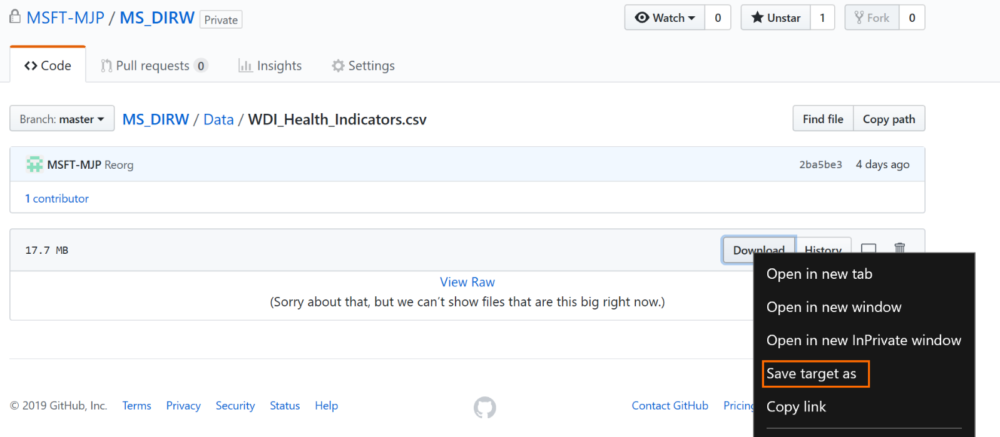 MSFT-MJP / MS_DIRW Private
Watch 0 Unstar 1 Fork 0
Code Pull requests 0 Insights Settings
Branch: master MS_DIRW / Data / WDI_Health_Indicators.csv Find file Copy path
MSFT-MJP Reorg 2ba5be3 4 days ago
1 contributor
17.7 MB Download History
View Raw
(Sorry about that, but we can't show files that are this big right now.)
Open in new tab
Open in new window
Open in new InPrivate window
Save target as
Copy link
© 2019 GitHub, Inc. Terms Privacy Security Status Help Contact GitHub Pricing